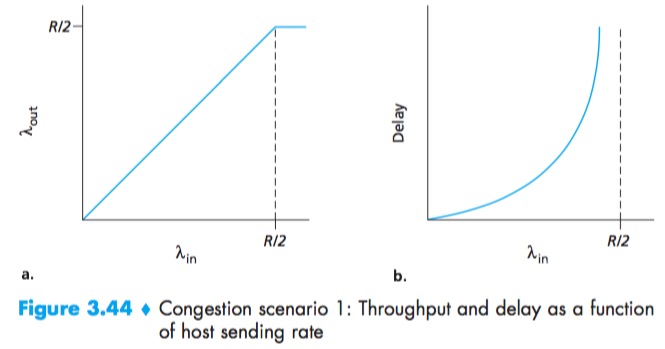 R/2
λout
λin
R/2
a.
Delay
λin
R/2
b.
Figure 3.44 ♦ Congestion scenario 1: Throughput and delay as a function
of host sending rate